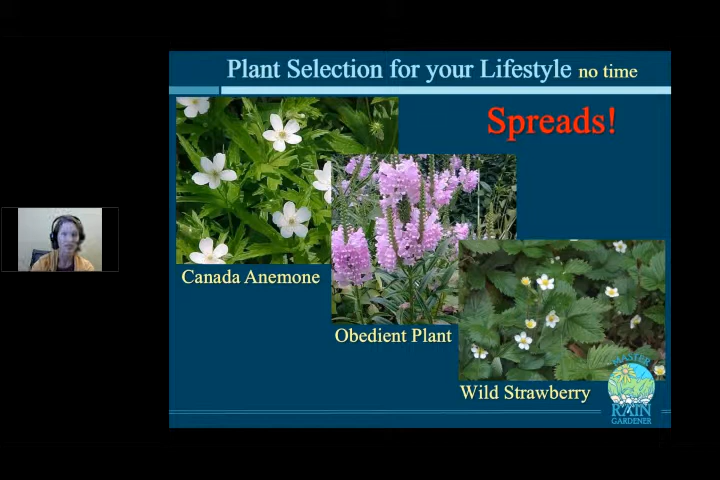 Plant Selection for your Lifestyle no time
Spreads!
Canada Anemone
Obedient Plant
Wild Strawberry
MASTER
RAIN
GARDENER